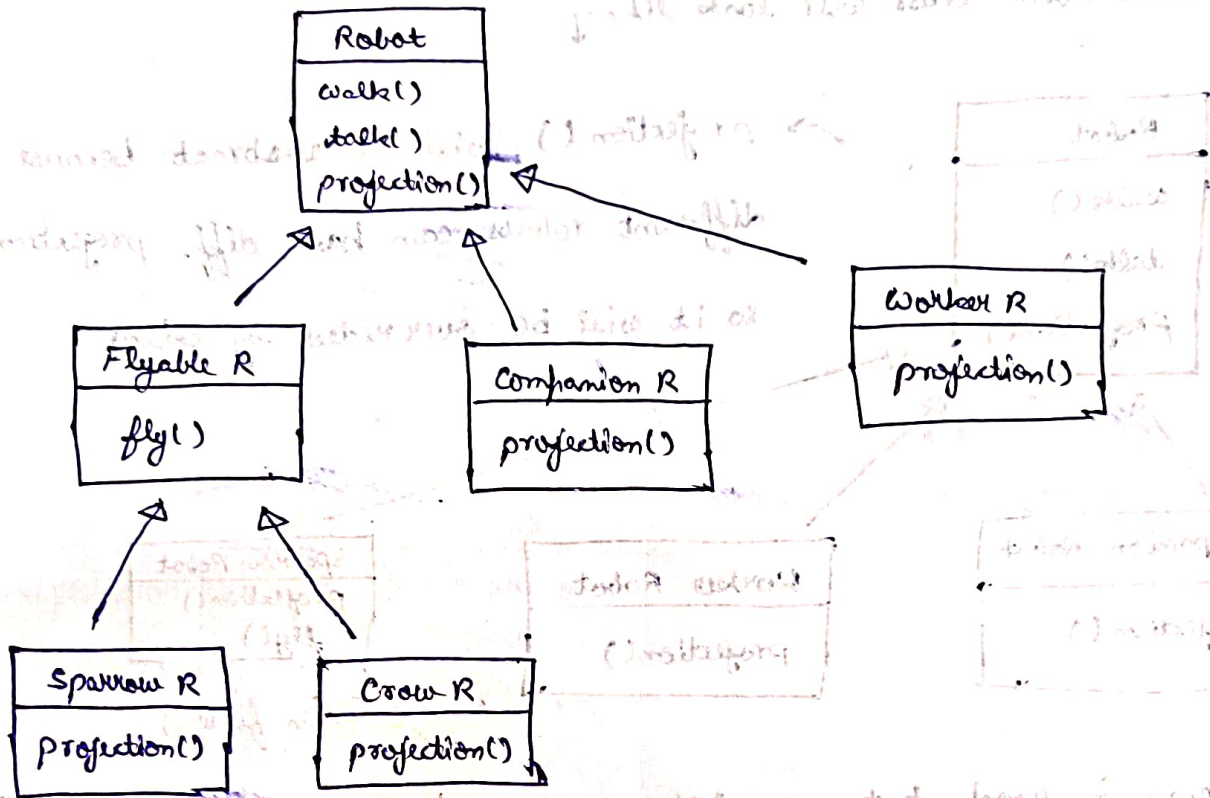 Robot
walk()
talk()
projection()
Flyable R
fly()
Companion R
projection()
Worker R
projection()
Sparrow R
projection()
Crow R
projection()